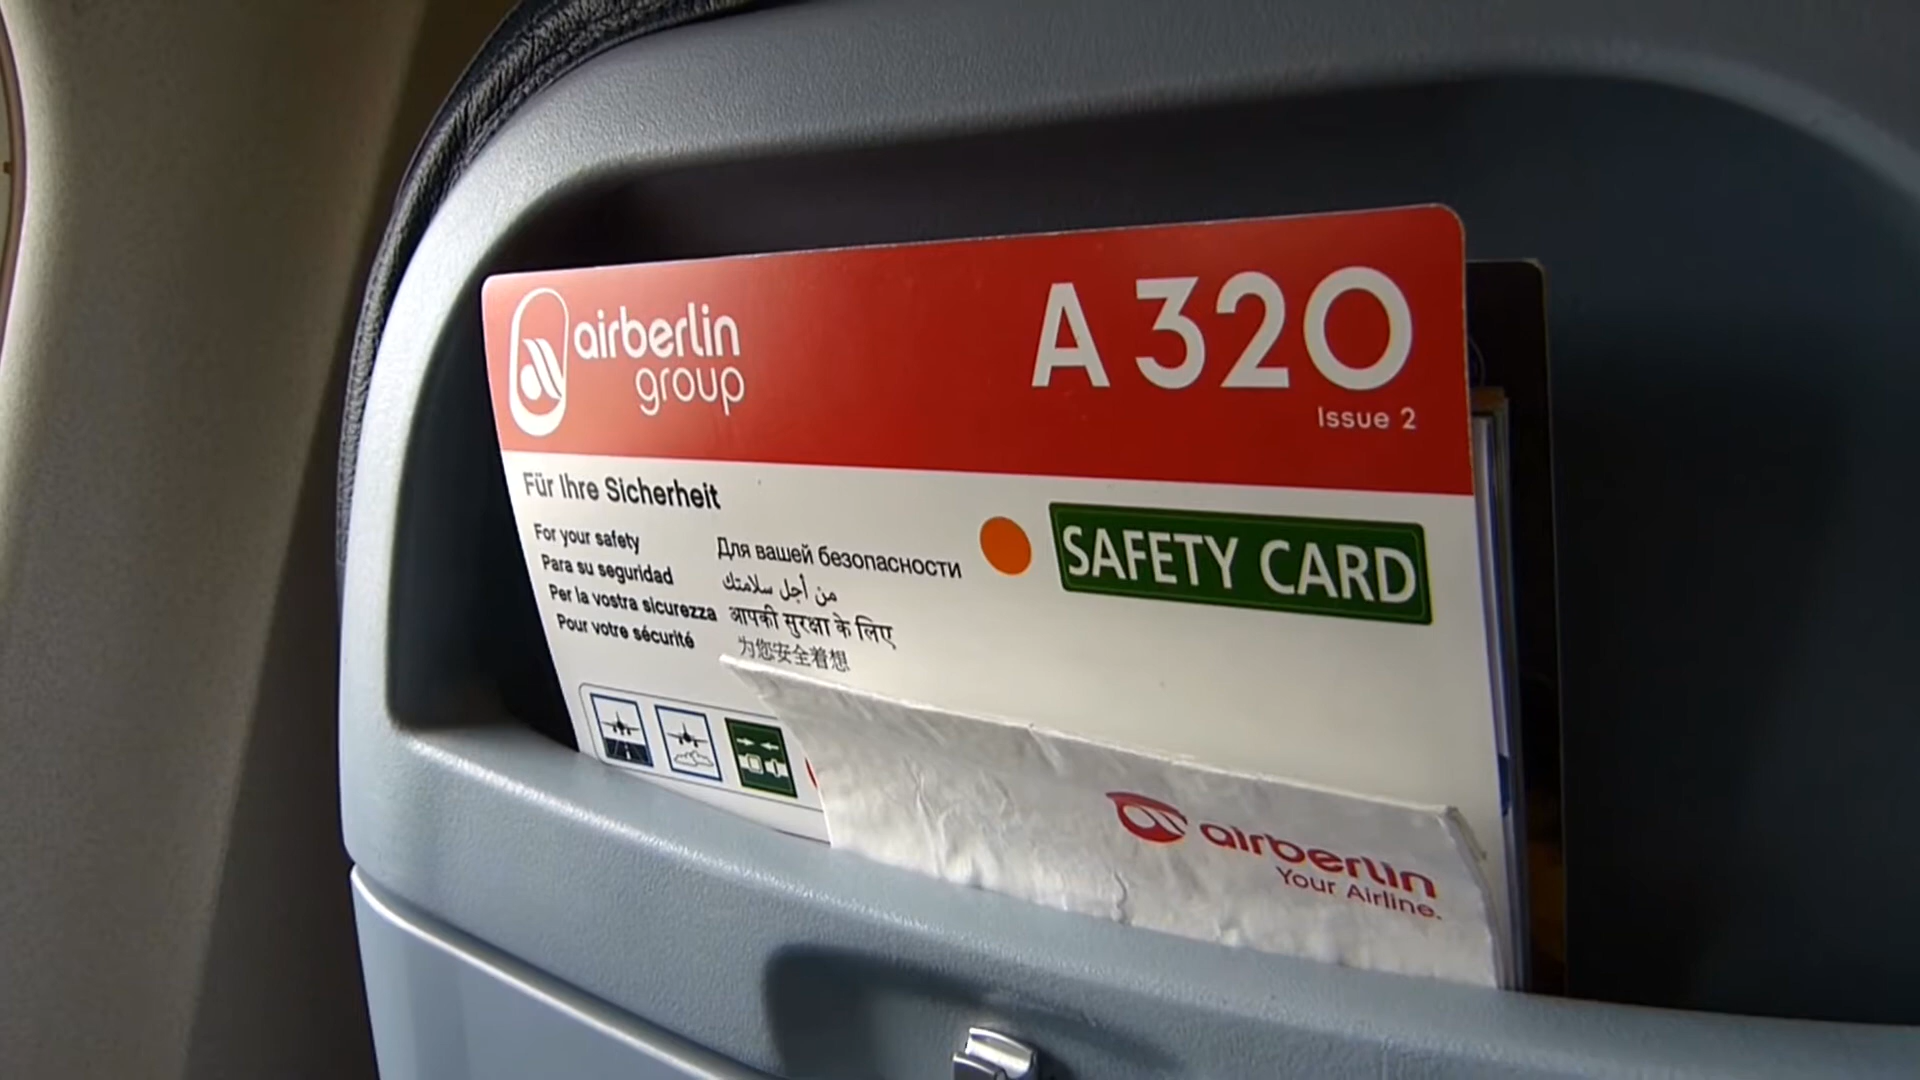 airberlin
group
A320
Issue 2
Für Ihre Sicherheit
For your safety
Para su seguridad
Per la vostra sicurezza
Pour votre sécurité
Для вашей безопасности
من أجل سلامتك
आपकी सुरक्षा के लिए
为您安全着想
SAFETY CARD
airberlin
Your Airline.